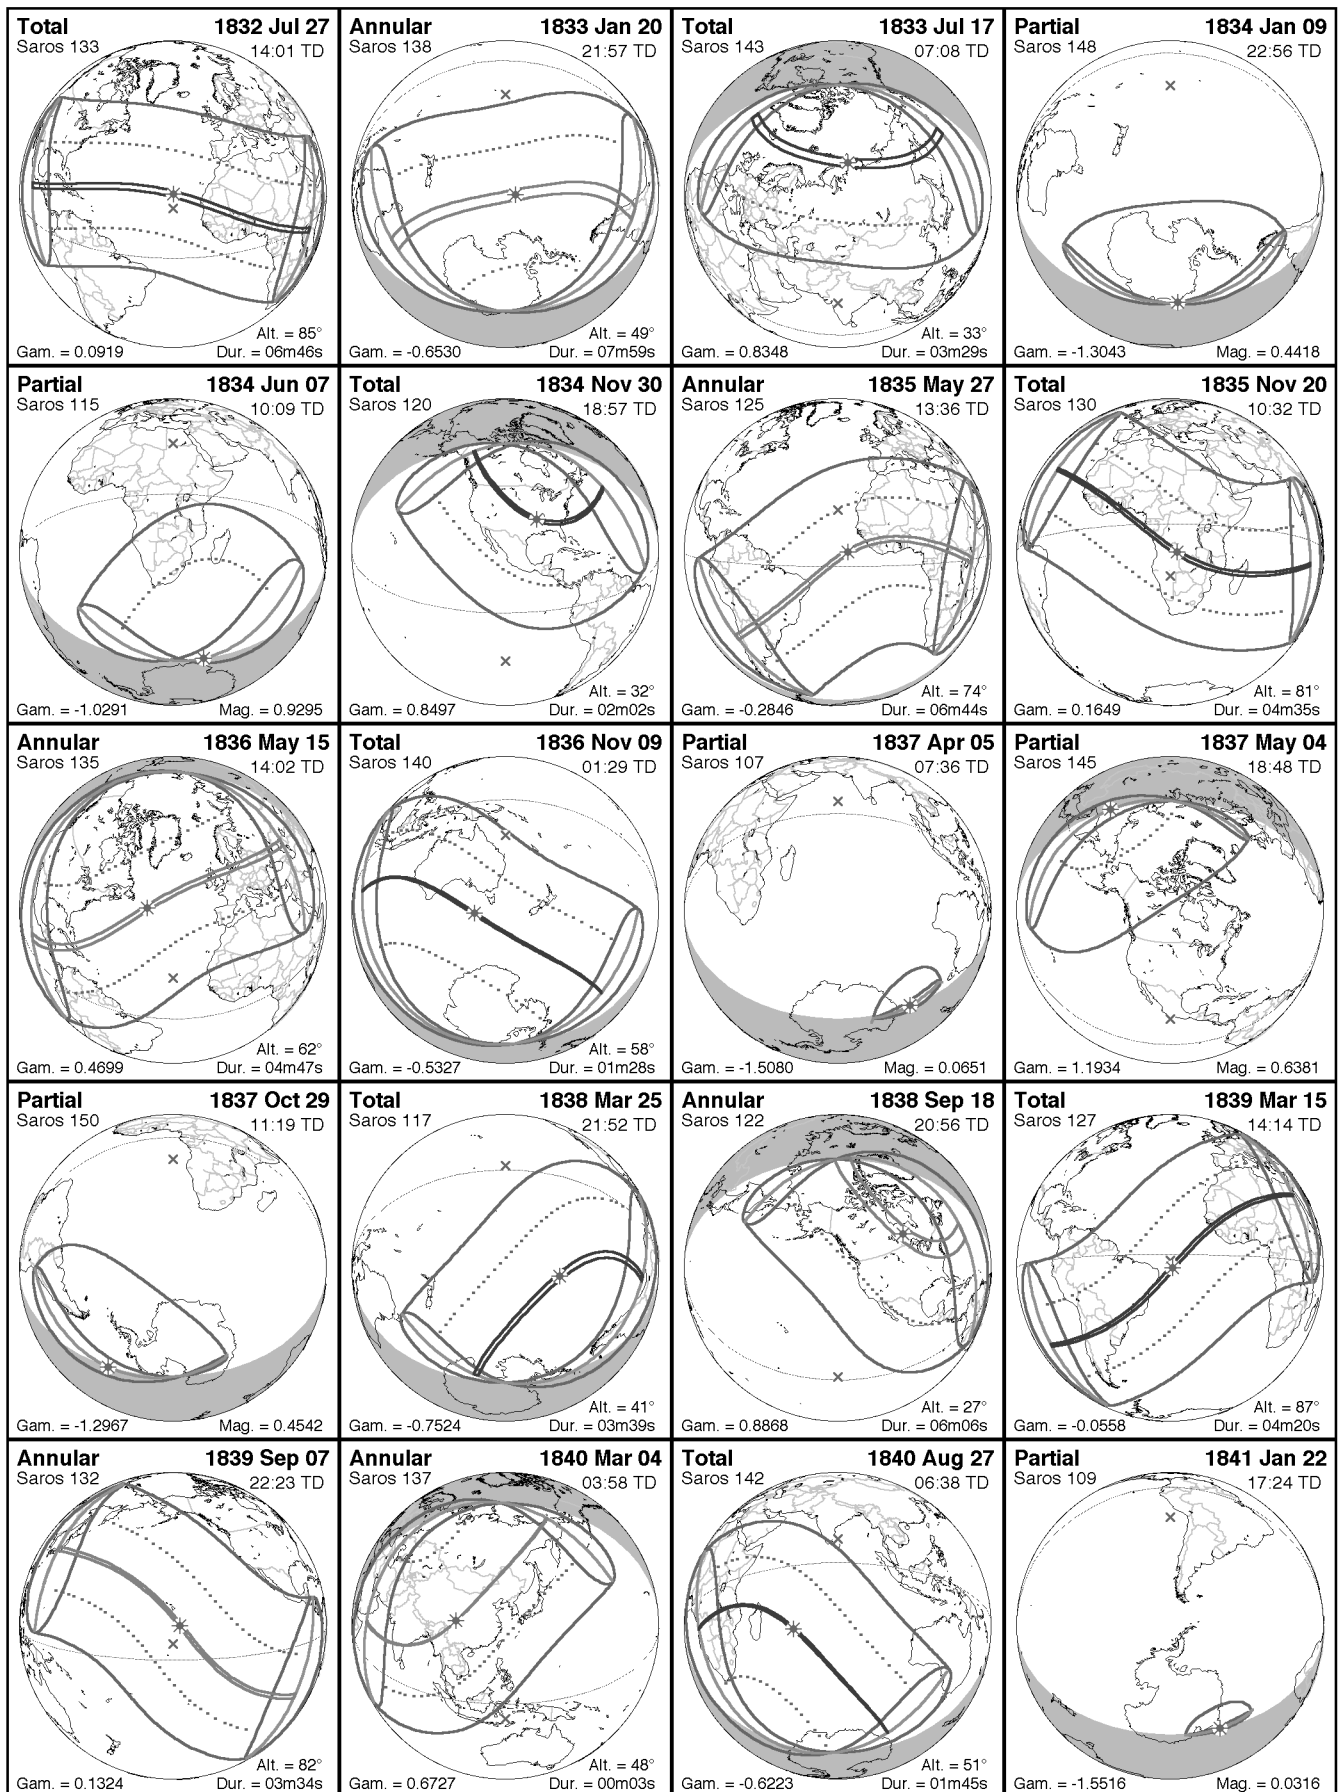 Total 1832 Jul 27
Saros 133 14:01 TD
Alt. = 85°
Gam. = 0.0919 Dur. = 06m46s
Annular 1833 Jan 20
Saros 138 21:57 TD
Alt. = 49°
Gam. = -0.6530 Dur. = 07m59s
Total 1833 Jul 17
Saros 143 07:08 TD
Alt. = 33°
Gam. = 0.8348 Dur. = 03m29s
Partial 1834 Jan 09
Saros 148 22:56 TD
Gam. = -1.3043 Mag. = 0.4418
Partial 1834 Jun 07
Saros 115 10:09 TD
Gam. = -1.0291 Mag. = 0.9295
Total 1834 Nov 30
Saros 120 18:57 TD
Alt. = 32°
Gam. = 0.8497 Dur. = 02m02s
Annular 1835 May 27
Saros 125 13:36 TD
Alt. = 74°
Gam. = -0.2846 Dur. = 06m44s
Total 1835 Nov 20
Saros 130 10:32 TD
Alt. = 81°
Gam. = 0.1649 Dur. = 04m35s
Annular 1836 May 15
Saros 135 14:02 TD
Alt. = 62°
Gam. = 0.4699 Dur. = 04m47s
Total 1836 Nov 09
Saros 140 01:29 TD
Alt. = 58°
Gam. = -0.5327 Dur. = 01m28s
Partial 1837 Apr 05
Saros 107 07:36 TD
Gam. = -1.5080 Mag. = 0.0651
Partial 1837 May 04
Saros 145 18:48 TD
Gam. = 1.1934 Mag. = 0.6381
Partial 1837 Oct 29
Saros 150 11:19 TD
Gam. = -1.2967 Mag. = 0.4542
Total 1838 Mar 25
Saros 117 21:52 TD
Alt. = 41°
Gam. = -0.7524 Dur. = 03m39s
Annular 1838 Sep 18
Saros 122 20:56 TD
Alt. = 27°
Gam. = 0.8868 Dur. = 06m06s
Total 1839 Mar 15
Saros 127 14:14 TD
Alt. = 87°
Gam. = -0.0558 Dur. = 04m20s
Annular 1839 Sep 07
Saros 132 22:23 TD
Alt. = 82°
Gam. = 0.1324 Dur. = 03m34s
Annular 1840 Mar 04
Saros 137 03:58 TD
Alt. = 48°
Gam. = 0.6727 Dur. = 00m03s
Total 1840 Aug 27
Saros 142 06:38 TD
Alt. = 51°
Gam. = -0.6223 Dur. = 01m45s
Partial 1841 Jan 22
Saros 109 17:24 TD
Gam. = -1.5516 Mag. = 0.0316